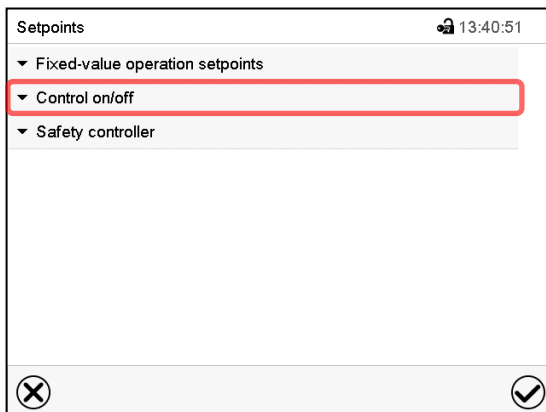 Setpoints 13:40:51
Fixed-value operation setpoints
Control on/off
Safety controller